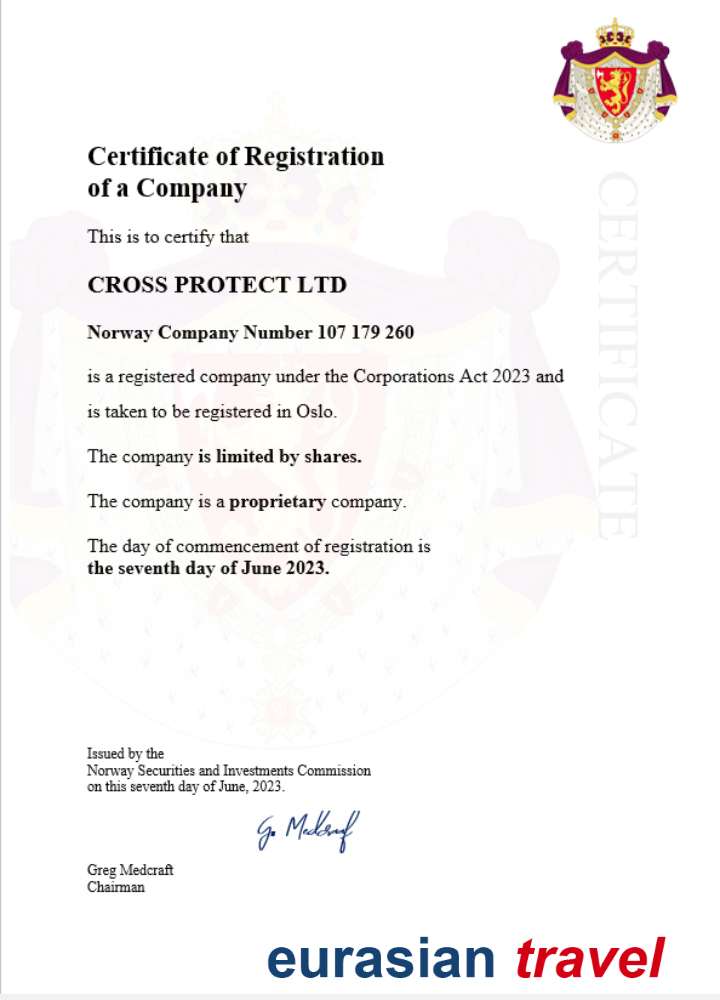 Certificate of Registration
of a Company
This is to certify that
CROSS PROTECT LTD
Norway Company Number 107 179 260
is a registered company under the Corporations Act 2023 and
is taken to be registered in Oslo.
The company is limited by shares.
The company is a proprietary company.
The day of commencement of registration is
the seventh day of June 2023.
CERTIFICATE
Issued by the
Norway Securities and Investments Commission
on this seventh day of June, 2023.
G. Medcraf
Greg Medcraft
Chairman
eurasian travel